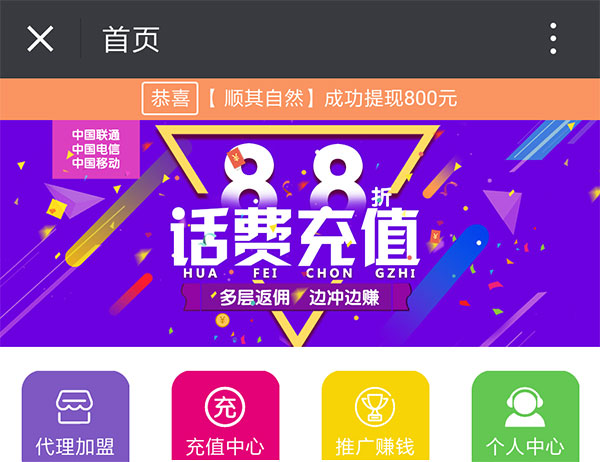 首页
恭喜【 顺其自然】成功提现800元
中国联通
中国电信
中国移动
88折
话费充值
HUA FEI CHON GZHI
多层返佣 边冲边赚
代理加盟 充值中心 推广赚钱 个人中心
充